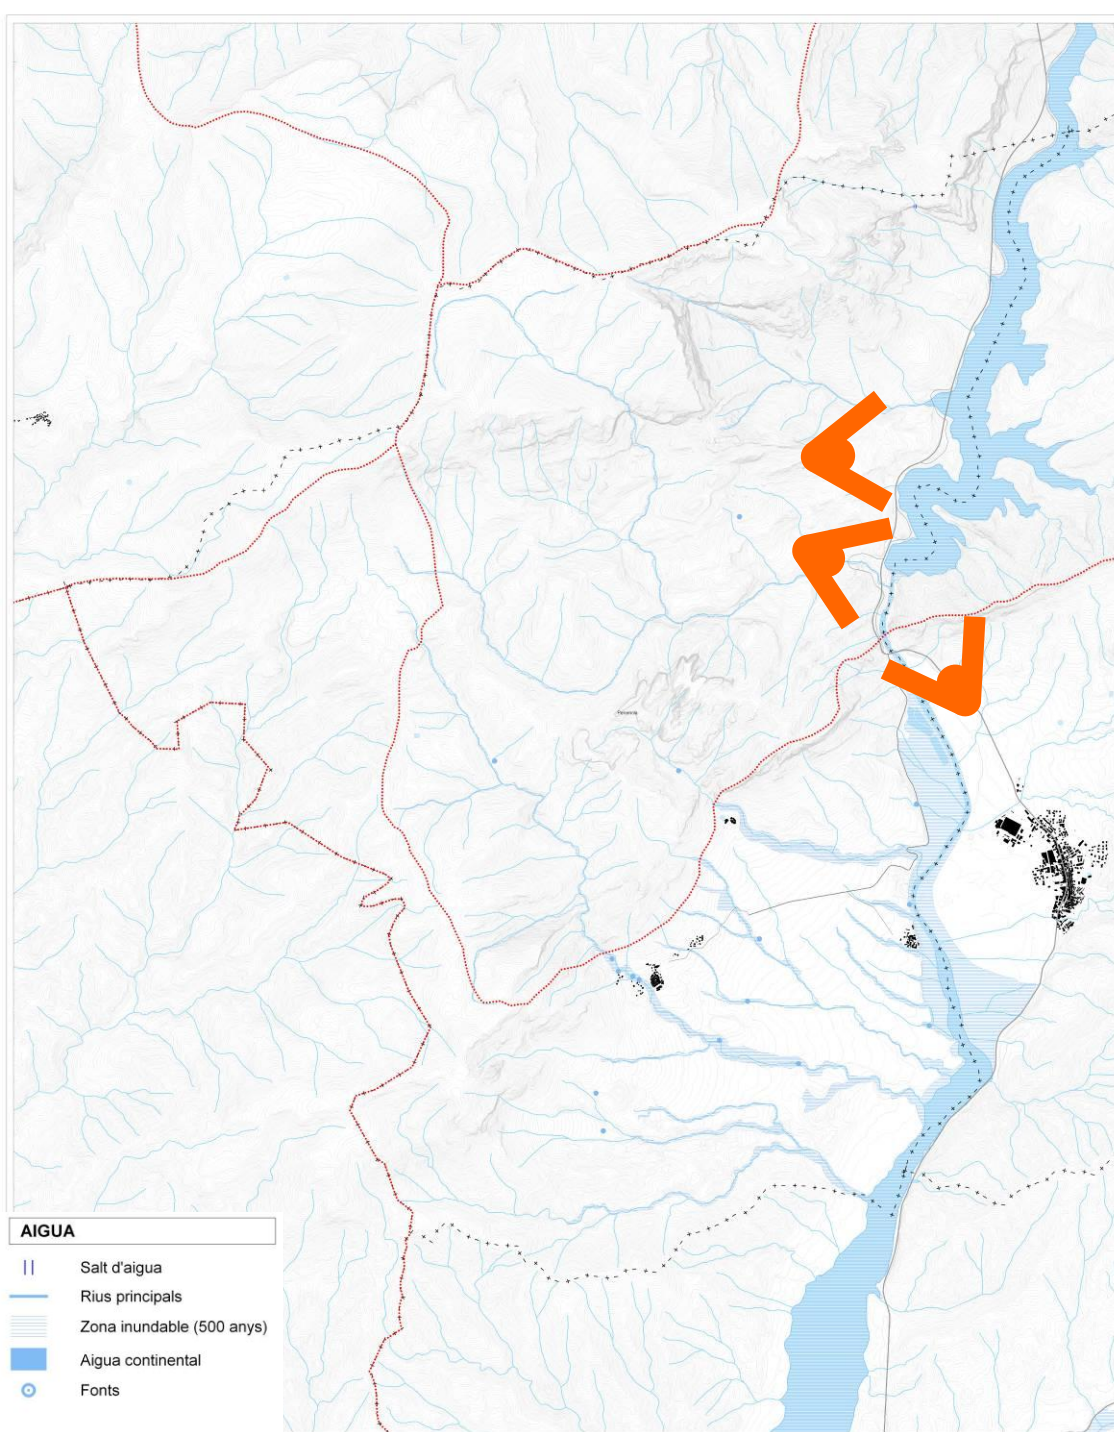 AIGUA
Salt d'aigua
Rius principals
Zona inundable (500 anys)
Aigua continental
Fonts